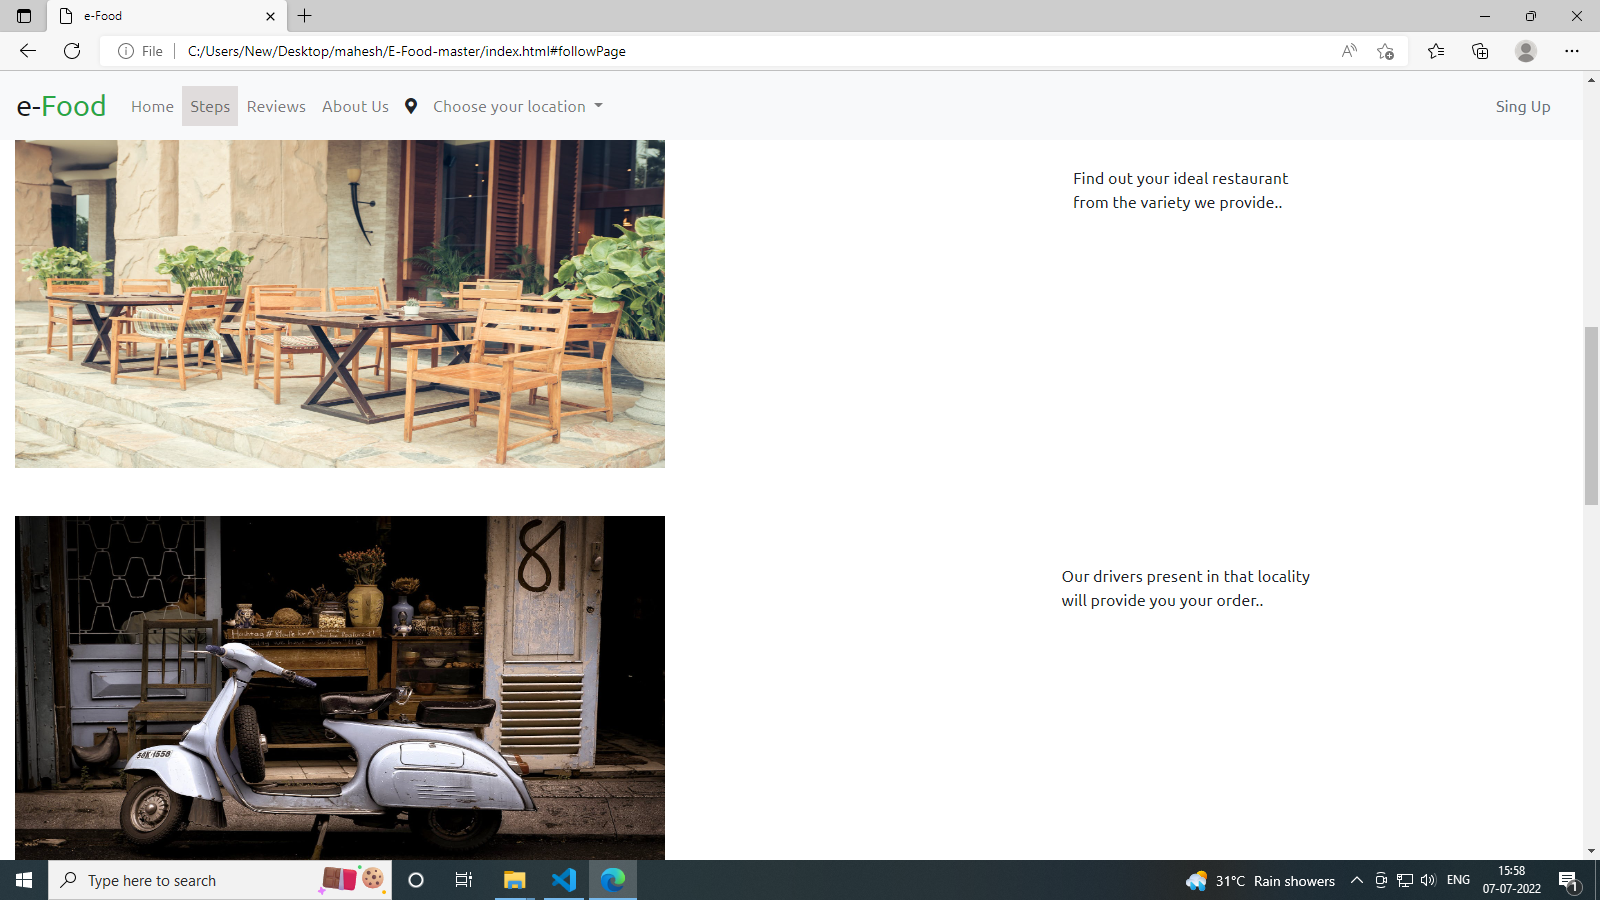 e-Food
File
C:/Users/New/Desktop/mahesh/E-Food-master/index.html#followPage
e-Food Home Steps Reviews About Us Choose your location Sing Up
Find out your ideal restaurant
from the variety we provide..
81
Our drivers present in that locality
will provide you your order..
Type here to search
31°C Rain showers
ENG
15:58
07-07-2022
1